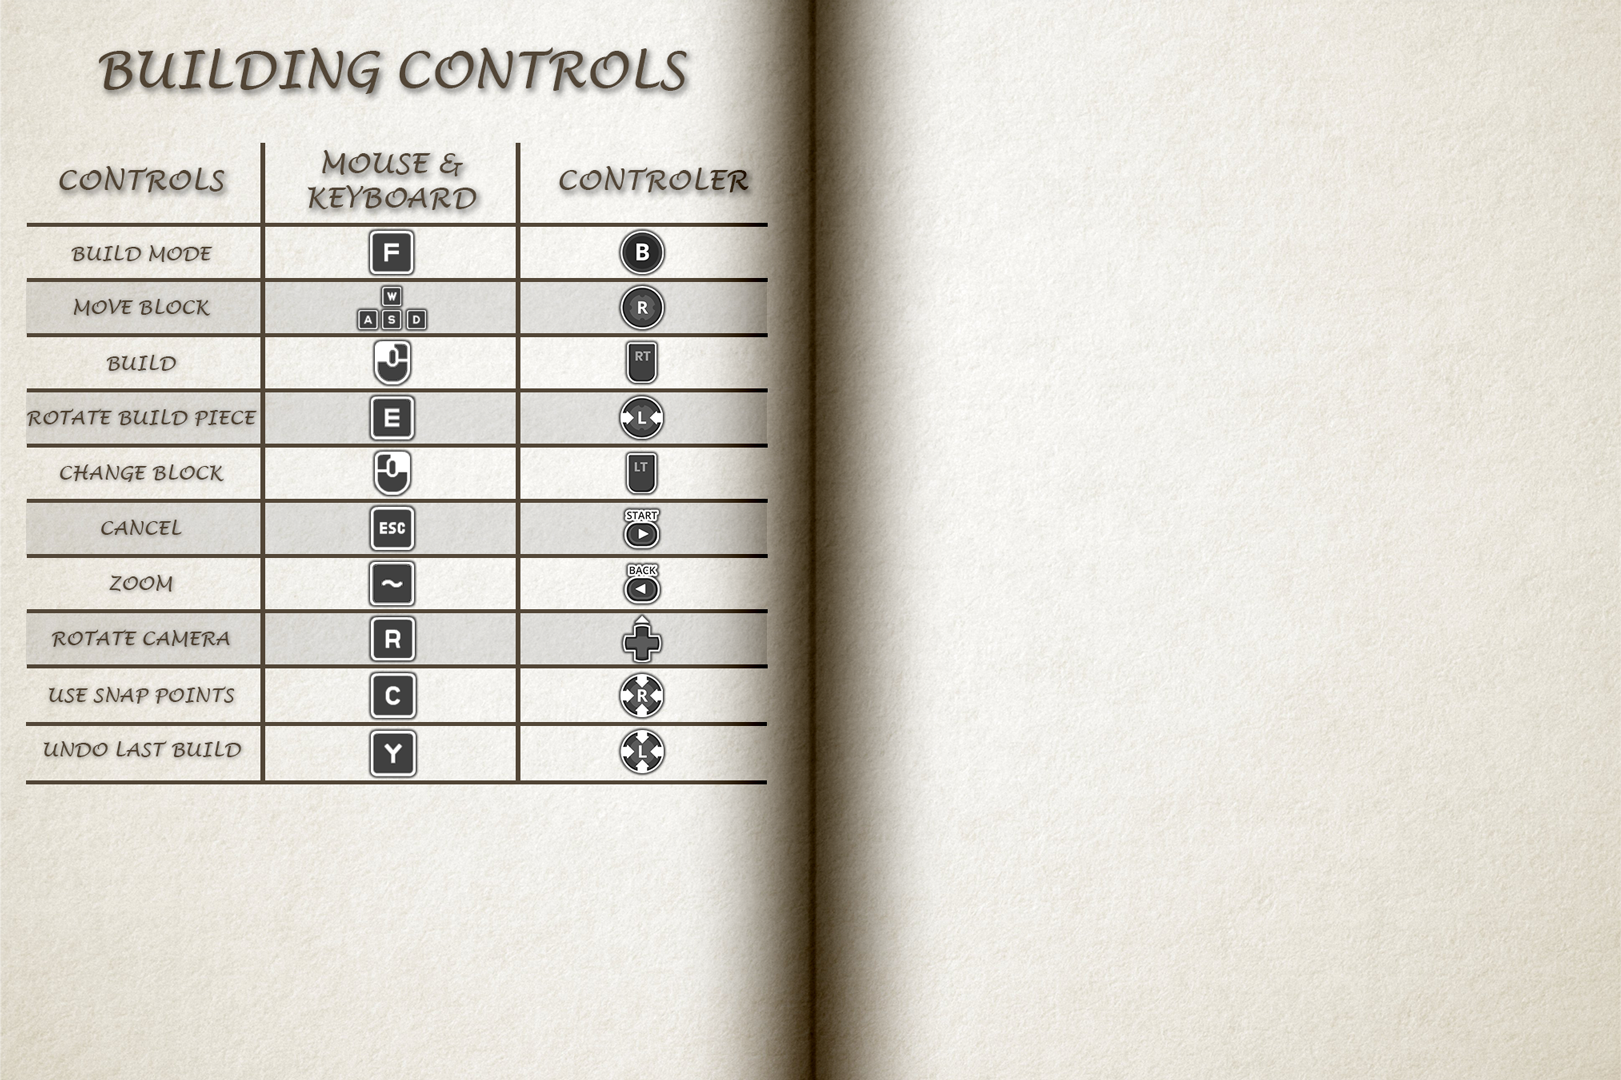 BUILDING CONTROLS
CONTROLS MOUSE & KEYBOARD CONTROLER
BUILD MODE F B
MOVE BLOCK W A S D R
BUILD RT
ROTATE BUILD PIECE E L
CHANGE BLOCK LT
CANCEL ESC START
ZOOM ~ BACK
ROTATE CAMERA R
USE SNAP POINTS C R
UNDO LAST BUILD Y L